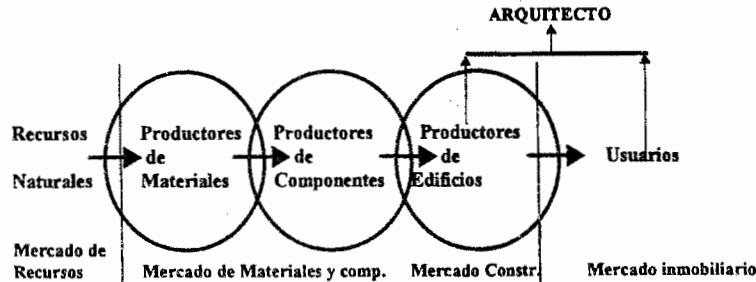 ARQUITECTO
Recursos
Naturales
Productores
de
Materiales
Productores
de
Componentes
Productores
de
Edificios
Usuarios
Mercado de
Recursos
Mercado de Materiales y comp.
Mercado Constr.
Mercado inmobiliario